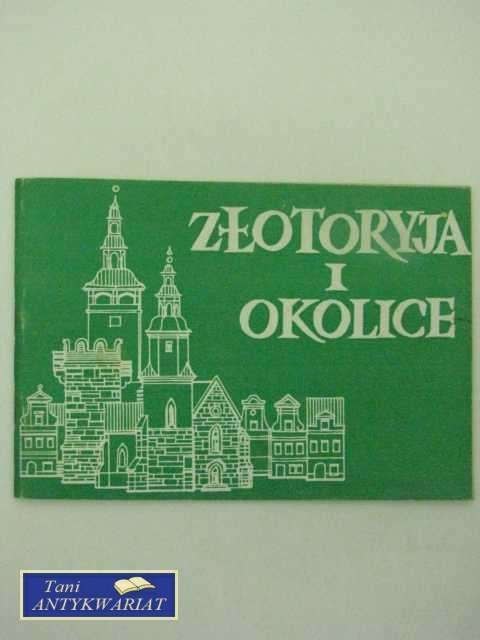 ZŁOTORYJA
I
OKOLICE
Tani
ANTYKWARIAT